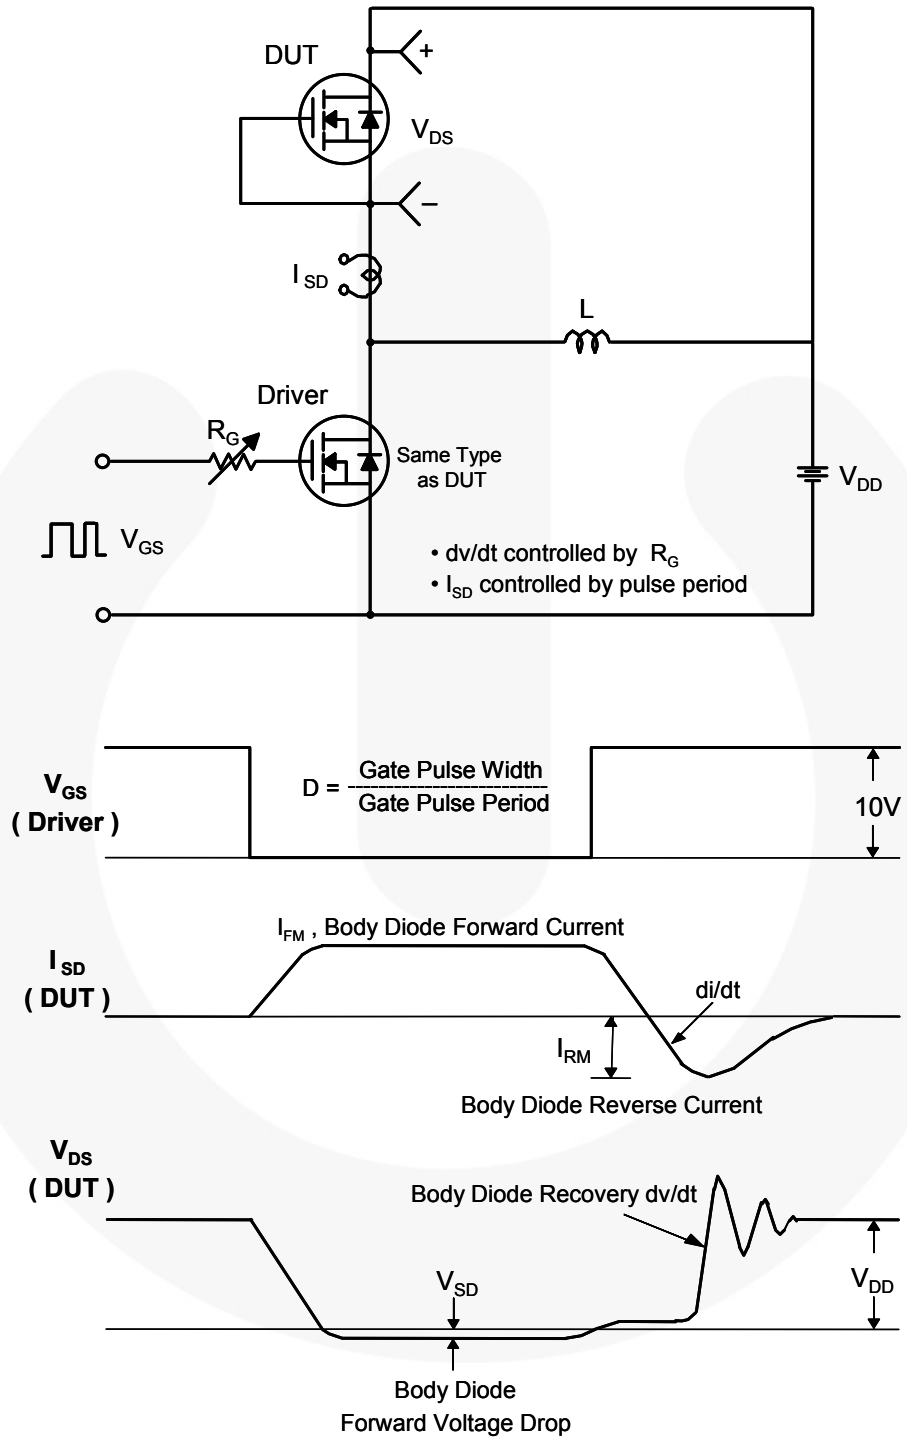 DUT
+
V_DS
−
I_SD
L
Driver
R_G
Same Type
as DUT
V_DD
V_GS
• dv/dt controlled by R_G
• I_SD controlled by pulse period
V_GS
( Driver )
D = Gate Pulse Width
Gate Pulse Period
10V
I_FM , Body Diode Forward Current
I_SD
( DUT )
di/dt
I_RM
Body Diode Reverse Current
V_DS
( DUT )
Body Diode Recovery dv/dt
V_SD
V_DD
Body Diode
Forward Voltage Drop